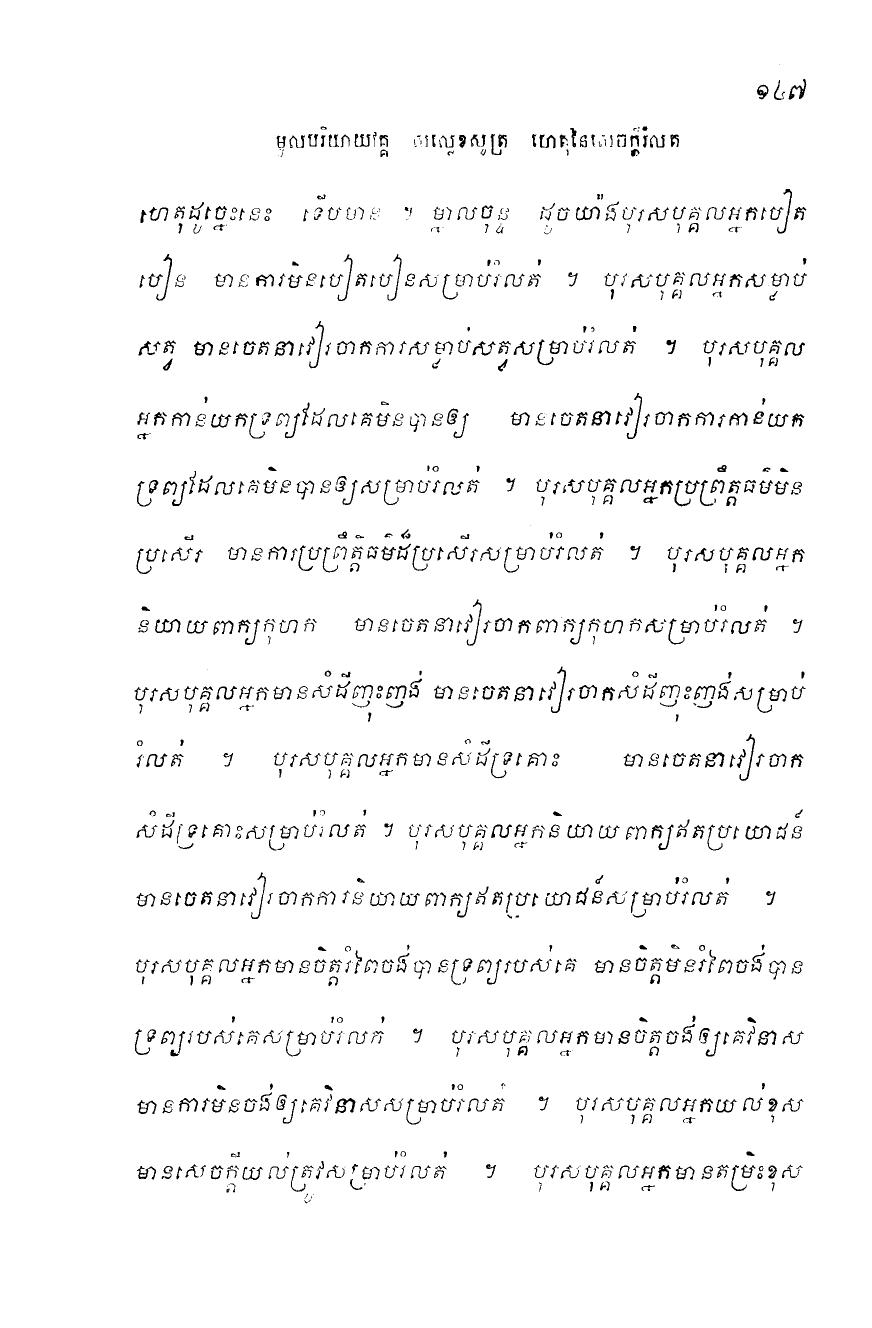 ១៤៧
មូលបរិយាយវគ្គ សល្លេខសូត្រ ហេតុនៃសេចក្តីរំលត់
ហេតុដូច្នេះនេះ ទើបមាន ។ ម្នាលចុន្ទ ដូចយ៉ាងបុរសបុគ្គលអ្នកបៀត
បៀន មានការមិនបៀតបៀនសម្រាប់រំលត់ ។ បុរសបុគ្គលអ្នកសម្លាប់
សត្វ មានចេតនាវៀរចាកការសម្លាប់សត្វសម្រាប់រំលត់ ។ បុរសបុគ្គល
អ្នកកាន់យកទ្រព្យដែលគេមិនបានឲ្យ មានចេតនាវៀរចាកការកាន់យក
ទ្រព្យដែលគេមិនបានឲ្យសម្រាប់រំលត់ ។ បុរសបុគ្គលអ្នកប្រព្រឹត្តធម៌មិន
ប្រសើរ មានការប្រព្រឹត្តិធម៌ដ៏ប្រសើរសម្រាប់រំលត់ ។ បុរសបុគ្គលអ្នក
និយាយពាក្យកុហក មានចេតនាវៀរចាកពាក្យកុហកសម្រាប់រំលត់ ។
បុរសបុគ្គលអ្នកមានសំដីញុះញង់ មានចេតនាវៀរចាកសំដីញុះញង់សម្រាប់
រំលត់ ។ បុរសបុគ្គលអ្នកមានសំដីទ្រគោះ មានចេតនាវៀរចាក
សំដីទ្រគោះសម្រាប់រំលត់ ។ បុរសបុគ្គលអ្នកនិយាយពាក្យឥតប្រយោជន៍
មានចេតនាវៀរចាកការនិយាយពាក្យឥតប្រយោជន៍សម្រាប់រំលត់ ។
បុរសបុគ្គលអ្នកមានចិត្តរំពៃចង់បានទ្រព្យរបស់គេ មានចិត្តមិនរំពៃចង់បាន
ទ្រព្យរបស់គេសម្រាប់រំលត់ ។ បុរសបុគ្គលអ្នកមានចិត្តចង់ឲ្យគេវិនាស
មានការមិនចង់ឲ្យគេវិនាសសម្រាប់រំលត់ ។ បុរសបុគ្គលអ្នកយល់ខុស
មានសេចក្តីយល់ត្រូវសម្រាប់រំលត់ ។ បុរសបុគ្គលអ្នកមានតម្រិះខុស